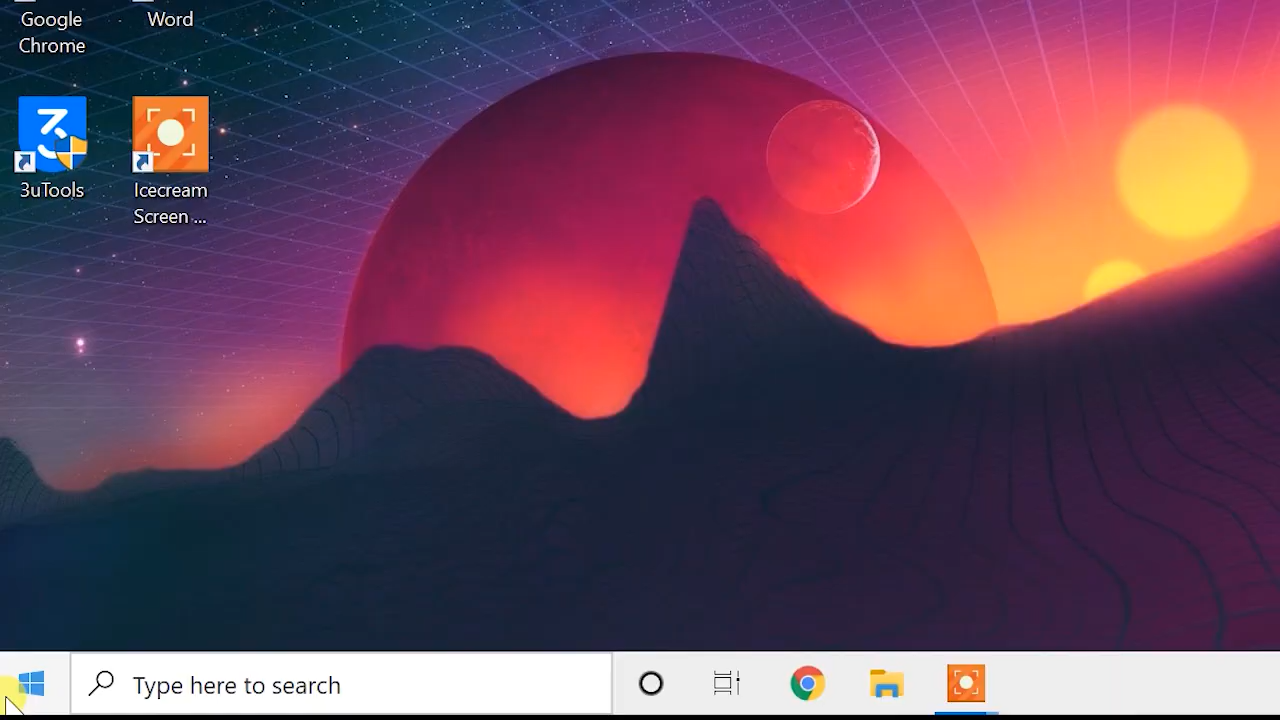 Google
Chrome
Word
3uTools
Icecream
Screen ...
Type here to search